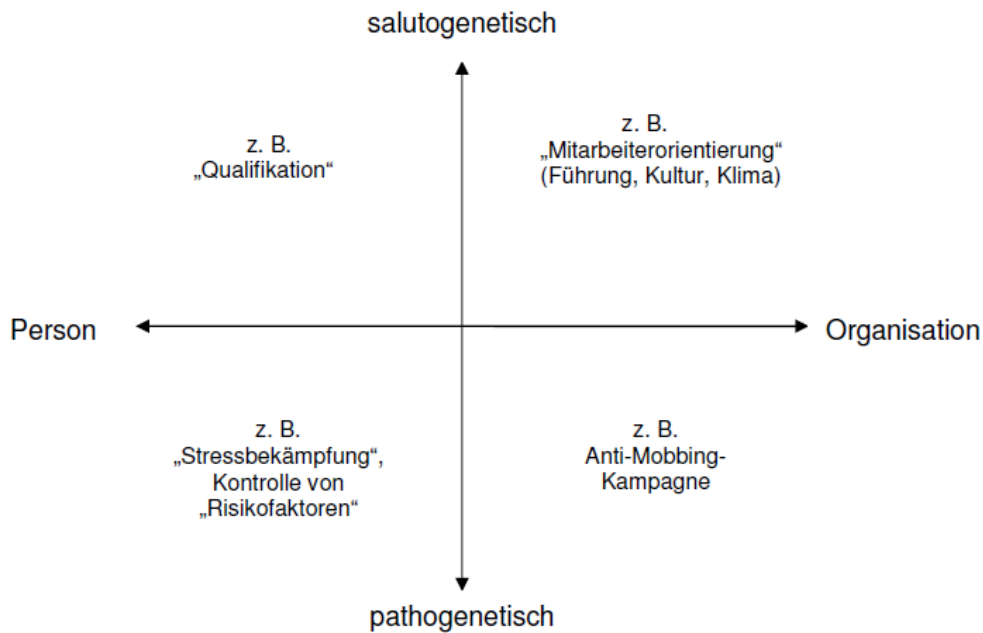 salutogenetisch
z. B.
„Qualifikation“
z. B.
„Mitarbeiterorientierung“
(Führung, Kultur, Klima)
Person
Organisation
z. B.
„Stressbekämpfung“,
Kontrolle von
„Risikofaktoren“
z. B.
Anti-Mobbing-
Kampagne
pathogenetisch